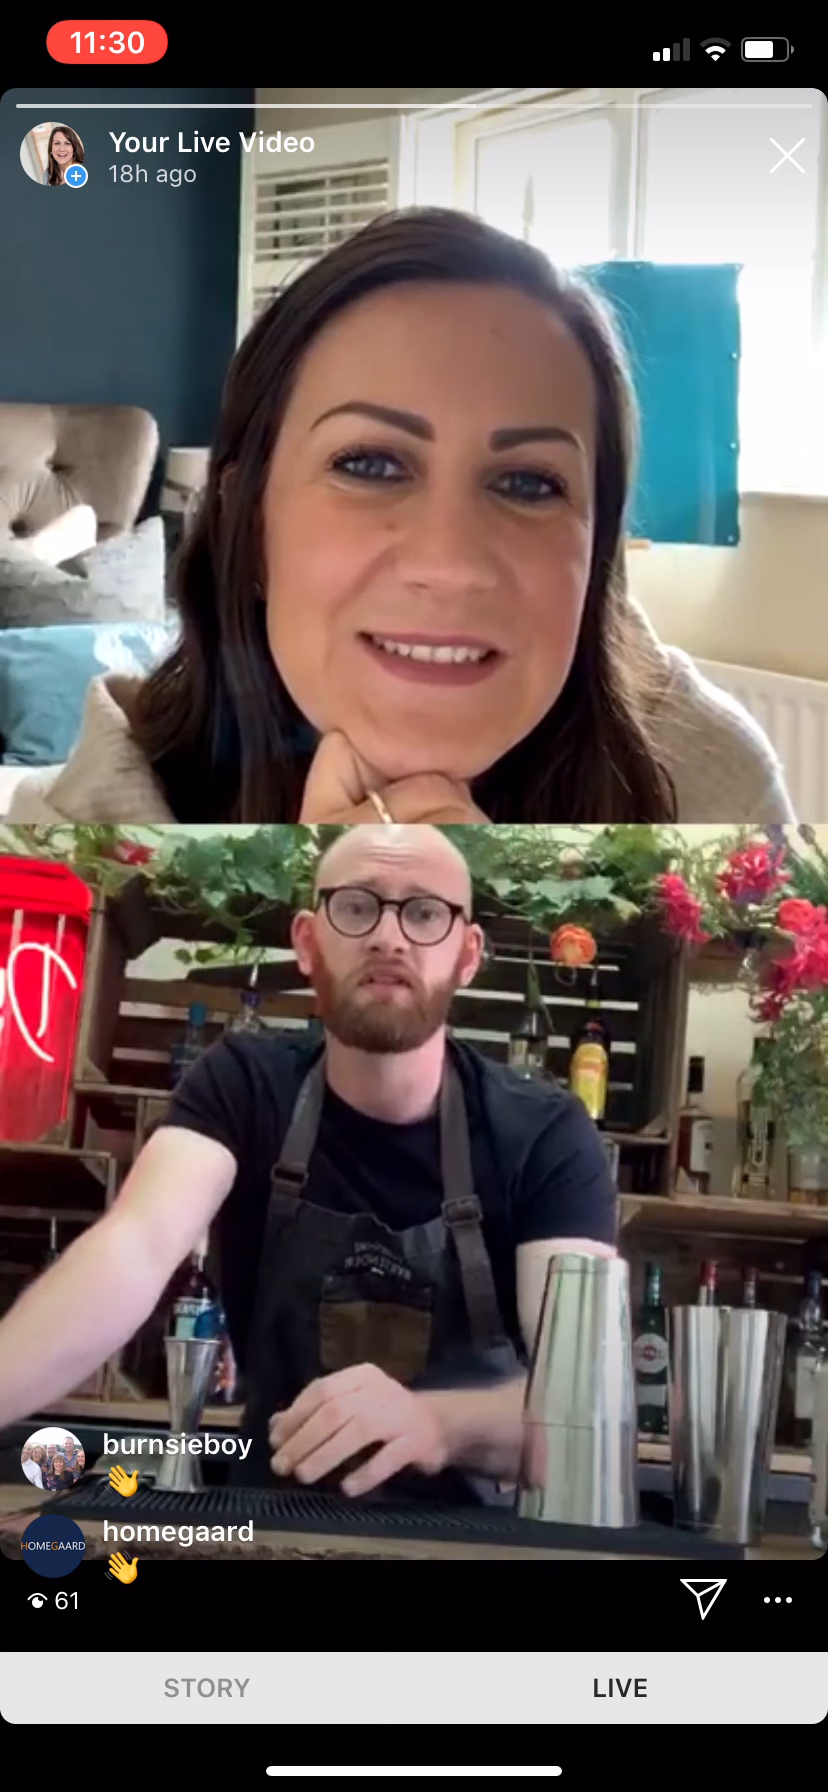 11:30
Your Live Video
18h ago
burnsieboy
👋
homegaard
HOMEGAARD
👋
61
STORY
LIVE